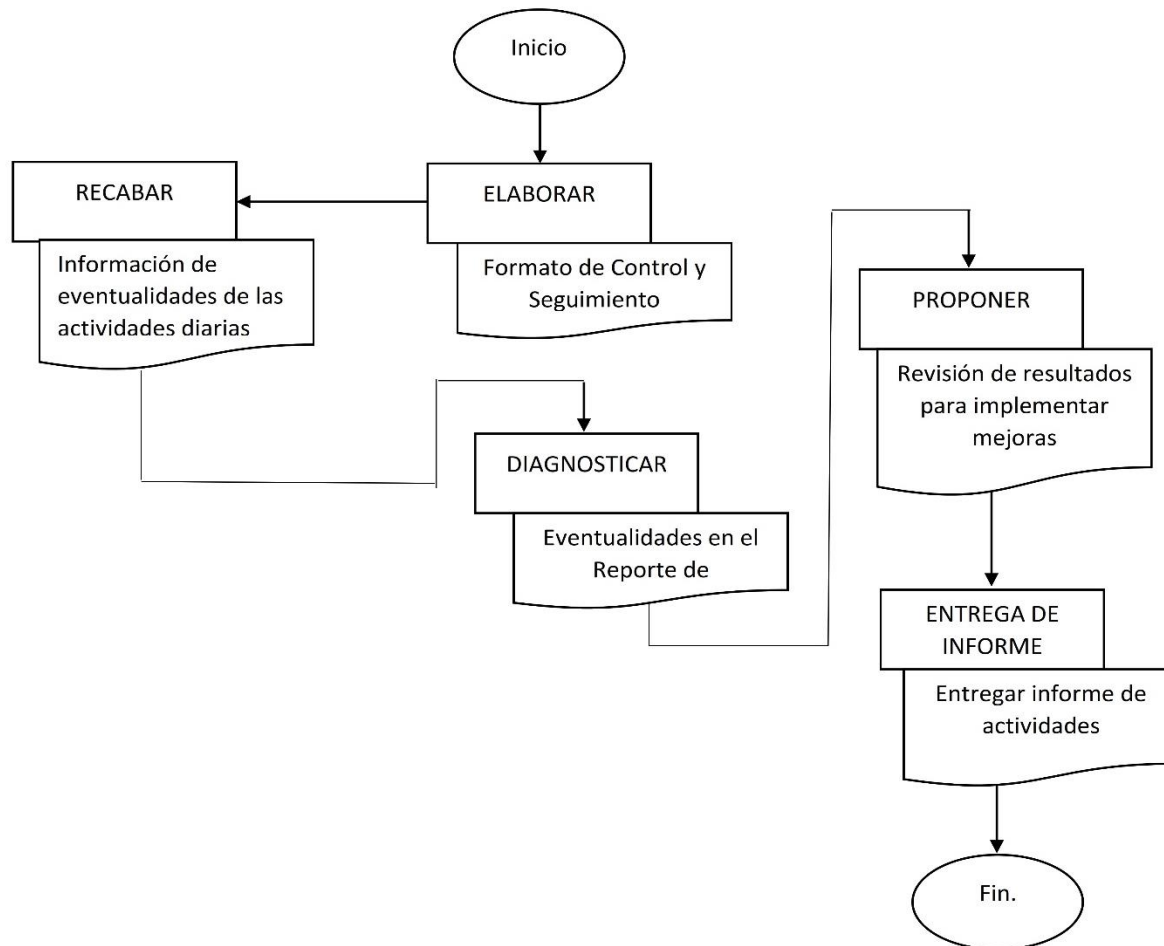 Inicio
ELABORAR
Formato de Control y
Seguimiento
RECABAR
Información de
eventualidades de las
actividades diarias
DIAGNOSTICAR
Eventualidades en el
Reporte de
PROPONER
Revisión de resultados
para implementar
mejoras
ENTREGA DE
INFORME
Entregar informe de
actividades
Fin.